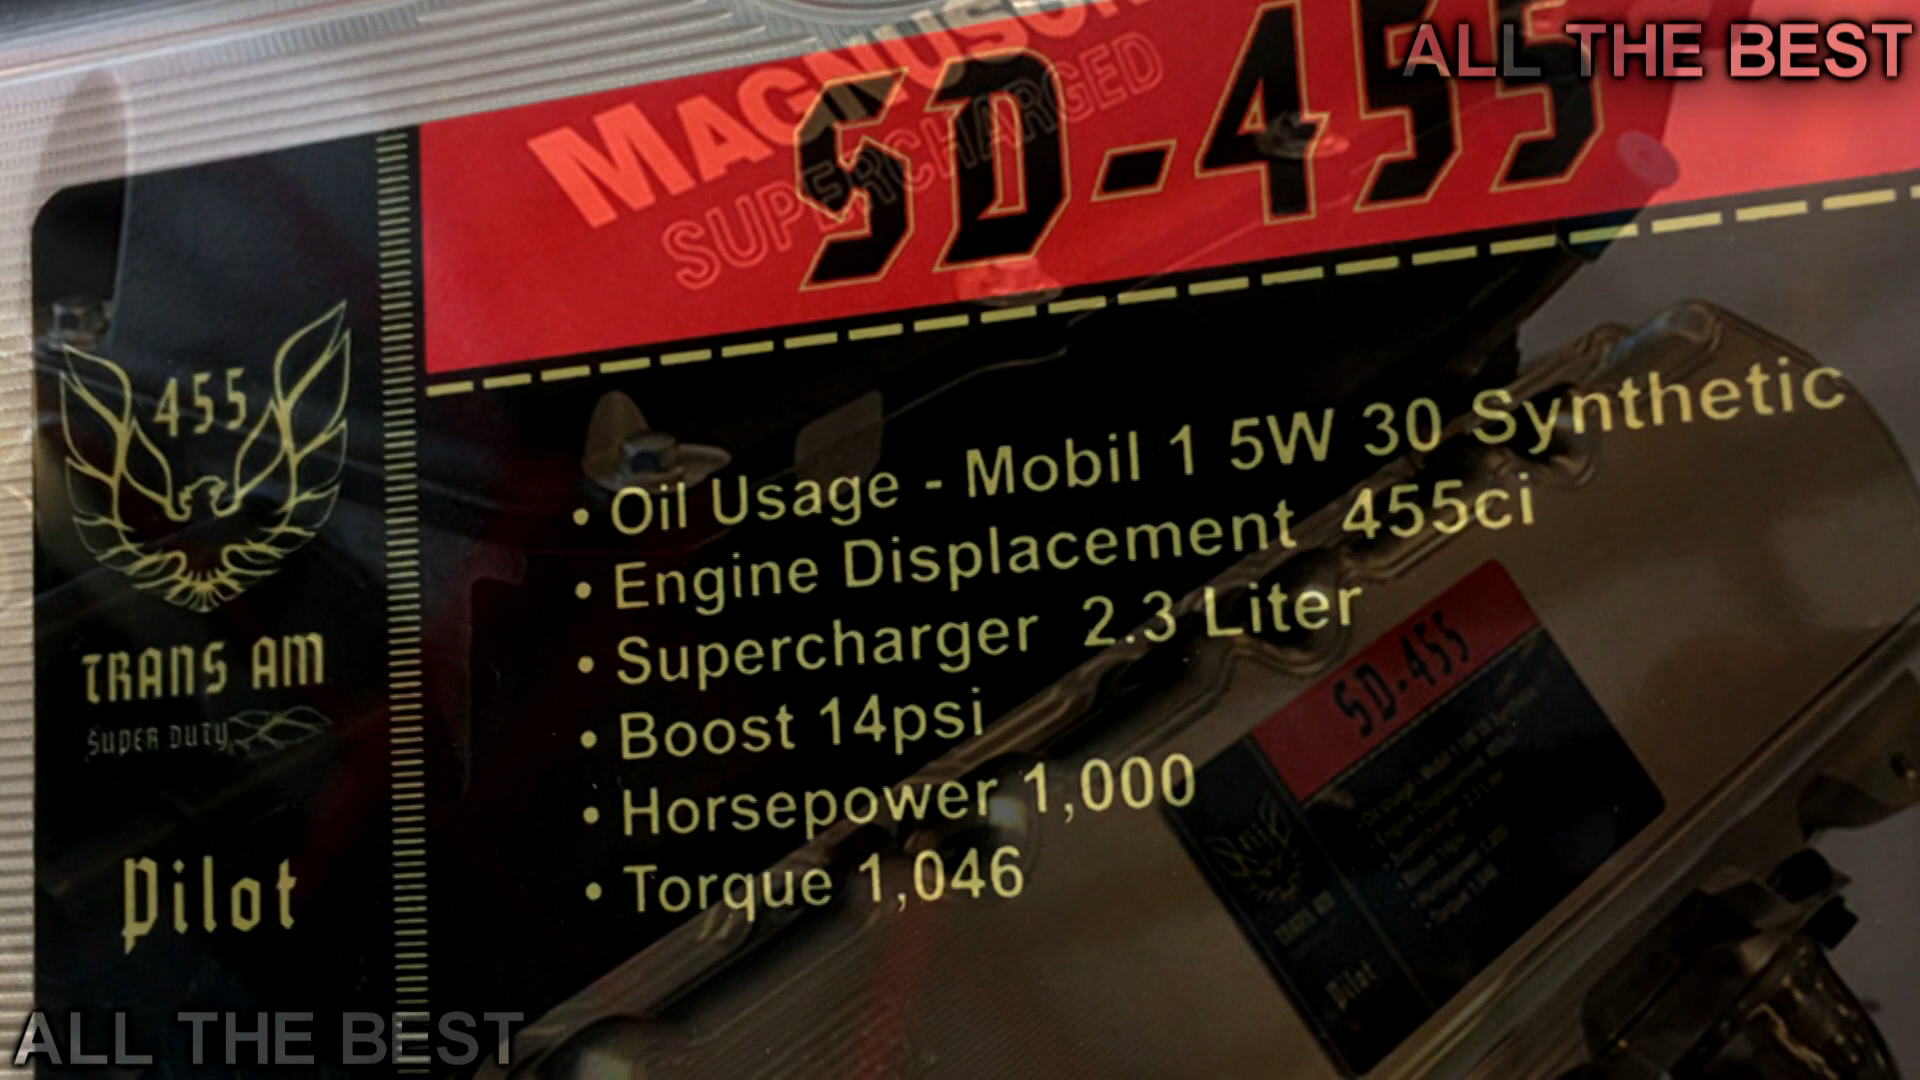 ALL THE BEST
MAGNUSON
SUPERCHARGED
SD-455
455
TRANS AM
SUPER DUTY
Pilot
• Oil Usage - Mobil 1 5W 30 Synthetic
• Engine Displacement 455ci
• Supercharger 2.3 Liter
• Boost 14psi
• Horsepower 1,000
• Torque 1,046
SD-455
Pilot
ALL THE BEST